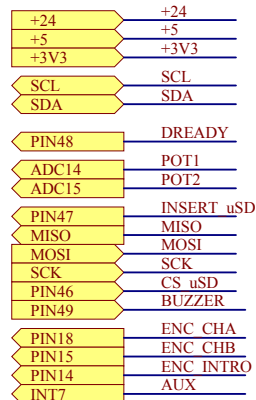 +24 +24
+5 +5
+3V3 +3V3
SCL SCL
SDA SDA
PIN48 DREADY
ADC14 POT1
ADC15 POT2
PIN47 INSERT_uSD
MISO MISO
MOSI MOSI
SCK SCK
PIN46 CS_uSD
PIN49 BUZZER
PIN18 ENC_CHA
PIN15 ENC_CHB
PIN14 ENC_INTRO
INT7 AUX